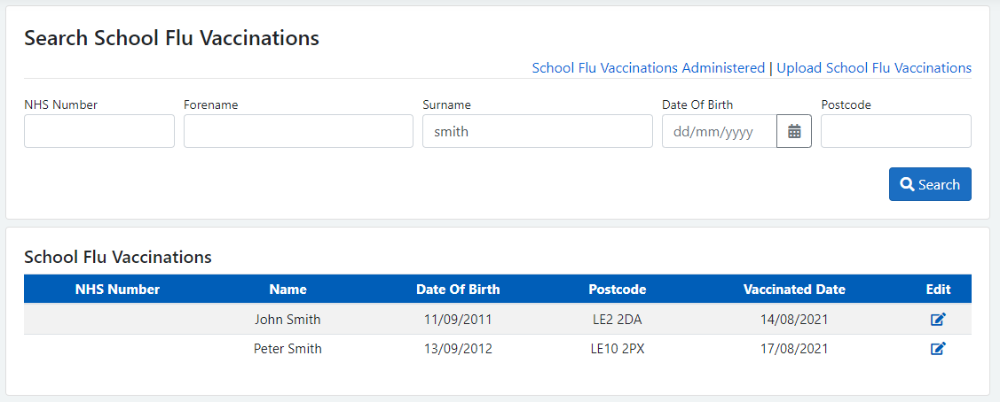 Search School Flu Vaccinations
School Flu Vaccinations Administered | Upload School Flu Vaccinations
NHS Number Forename Surname Date Of Birth Postcode
smith dd/mm/yyyy
Search
School Flu Vaccinations
NHS Number Name Date Of Birth Postcode Vaccinated Date Edit
John Smith 11/09/2011 LE2 2DA 14/08/2021
Peter Smith 13/09/2012 LE10 2PX 17/08/2021